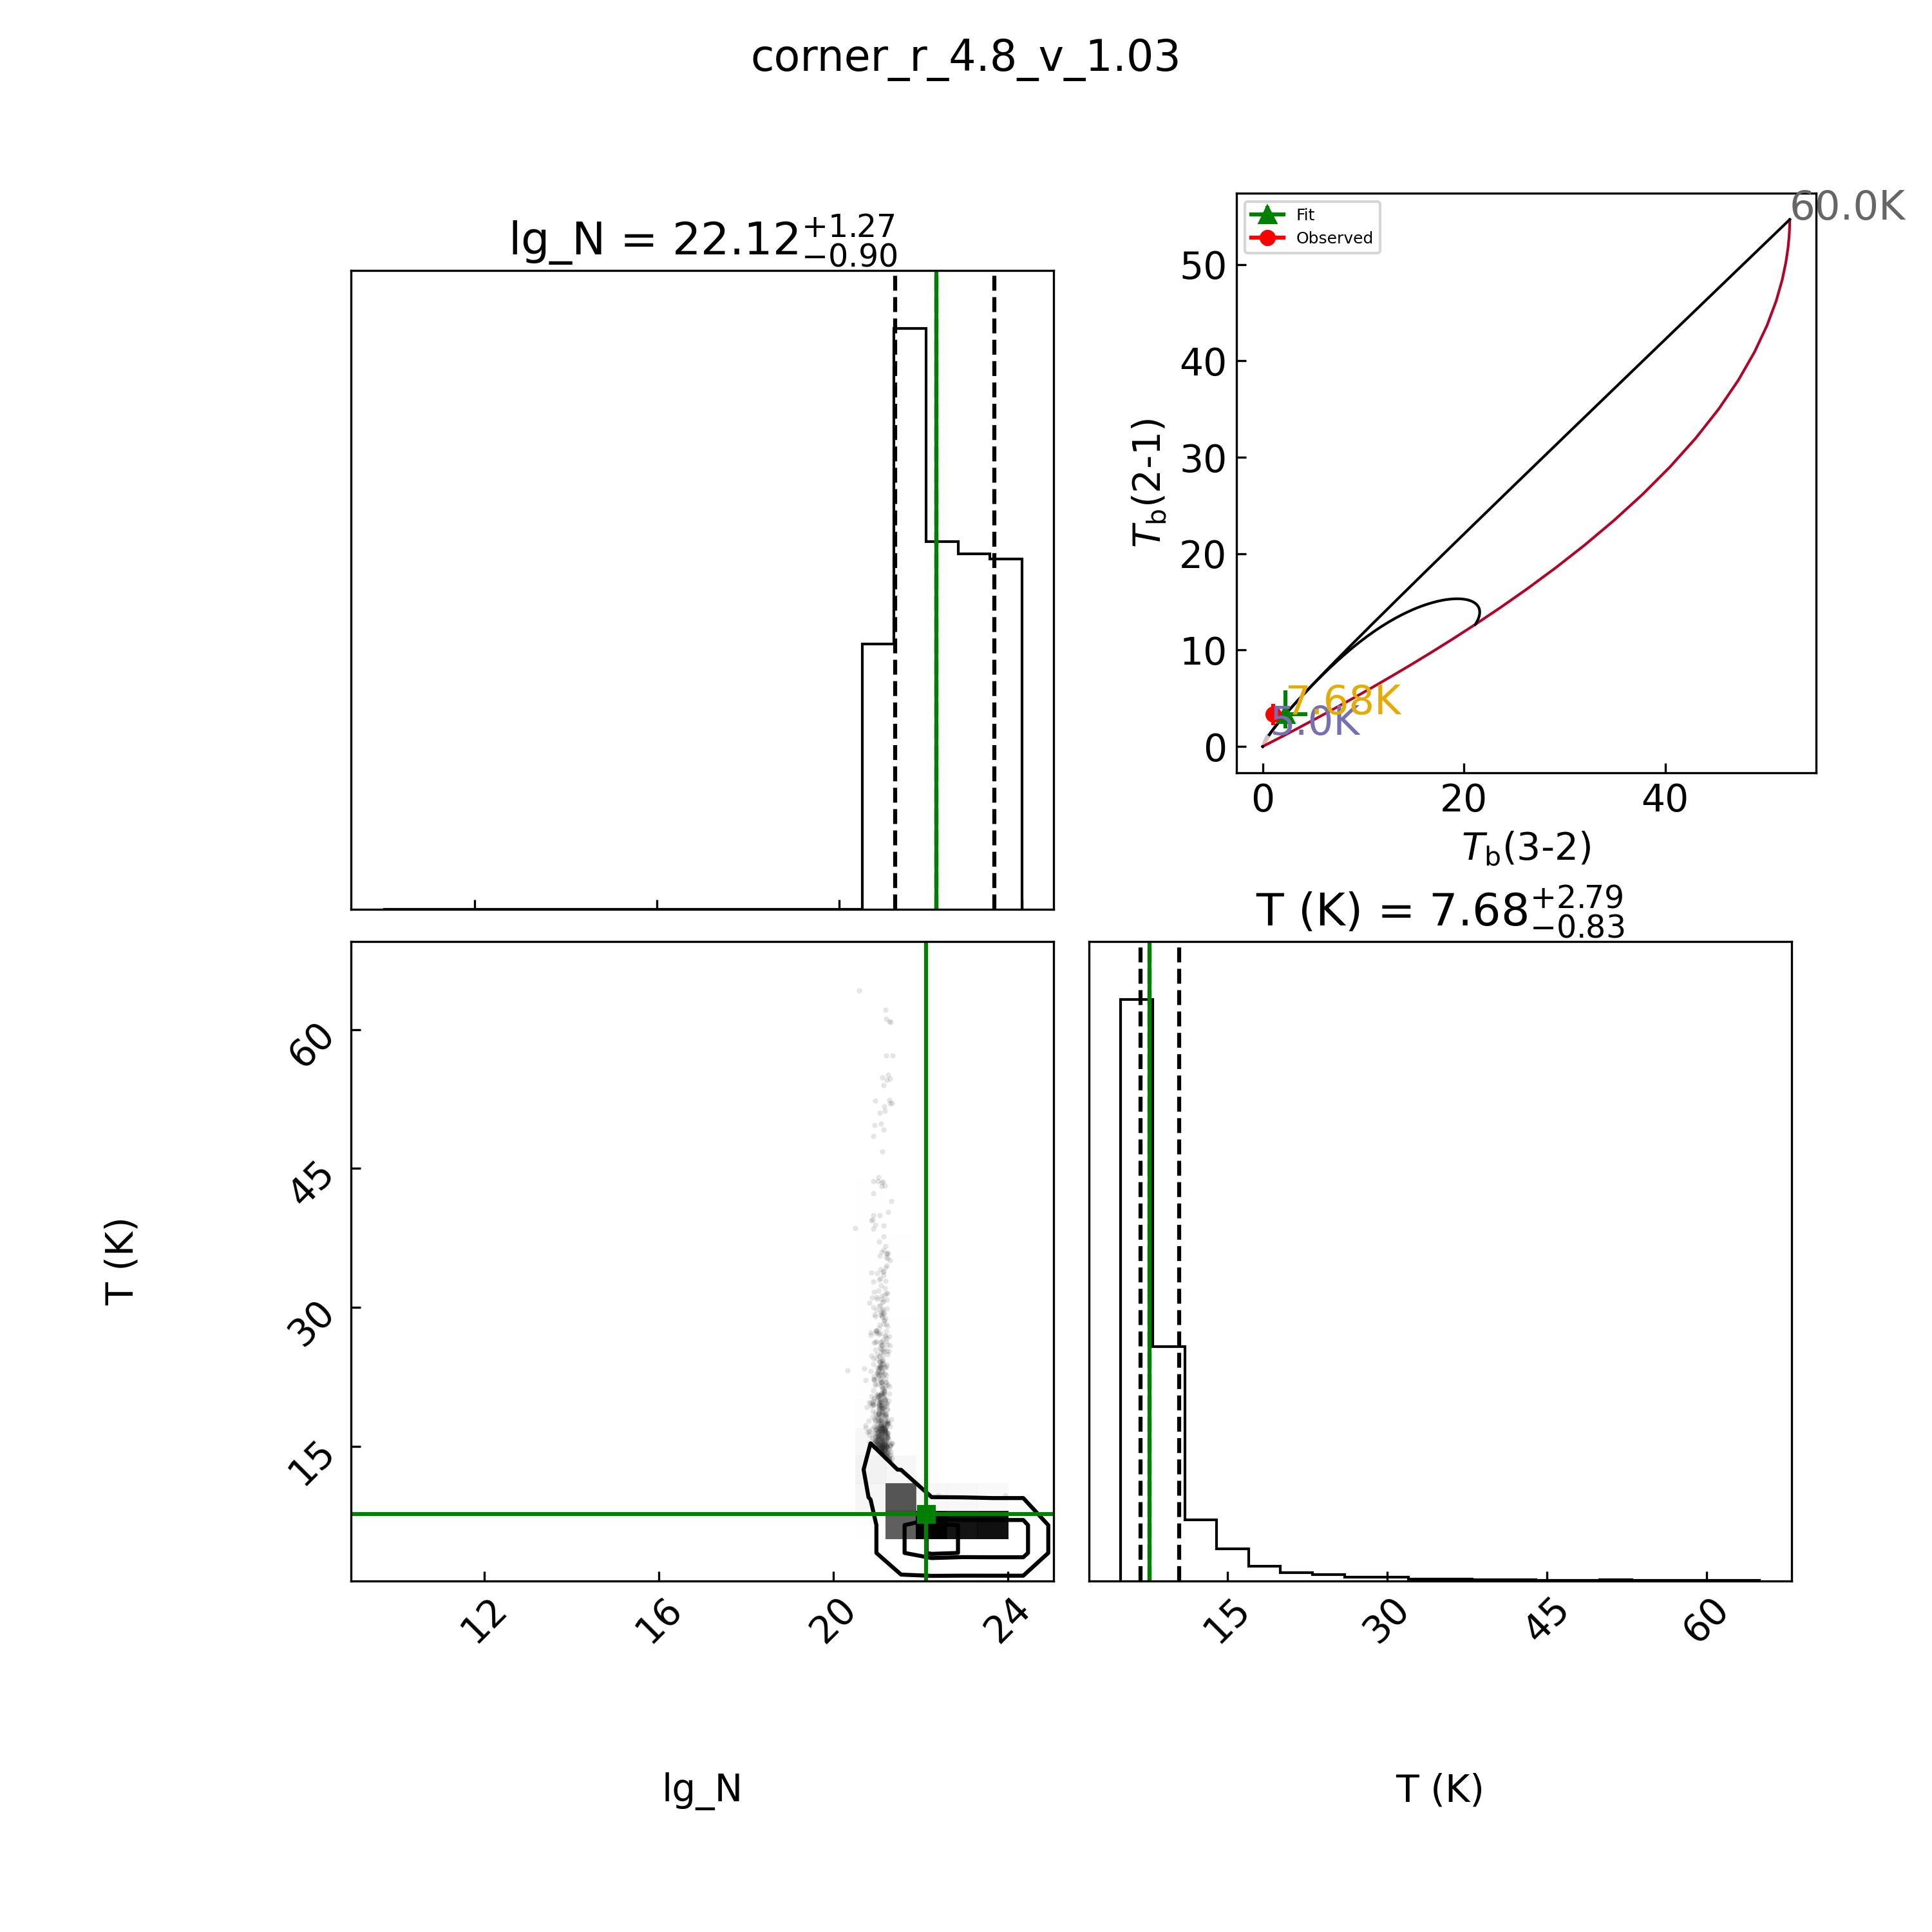 corner_r_4.8_v_1.03
lg_N = 22.12+1.27−0.90
60.0K
Fit
Observed
50
40
30
20
10
0
Tb(2-1)
7.68K
5.0K
0 20 40
Tb(3-2)
T (K) = 7.68+2.79−0.83
60
45
30
15
T (K)
12 16 20 24
15 30 45 60
lg_N
T (K)